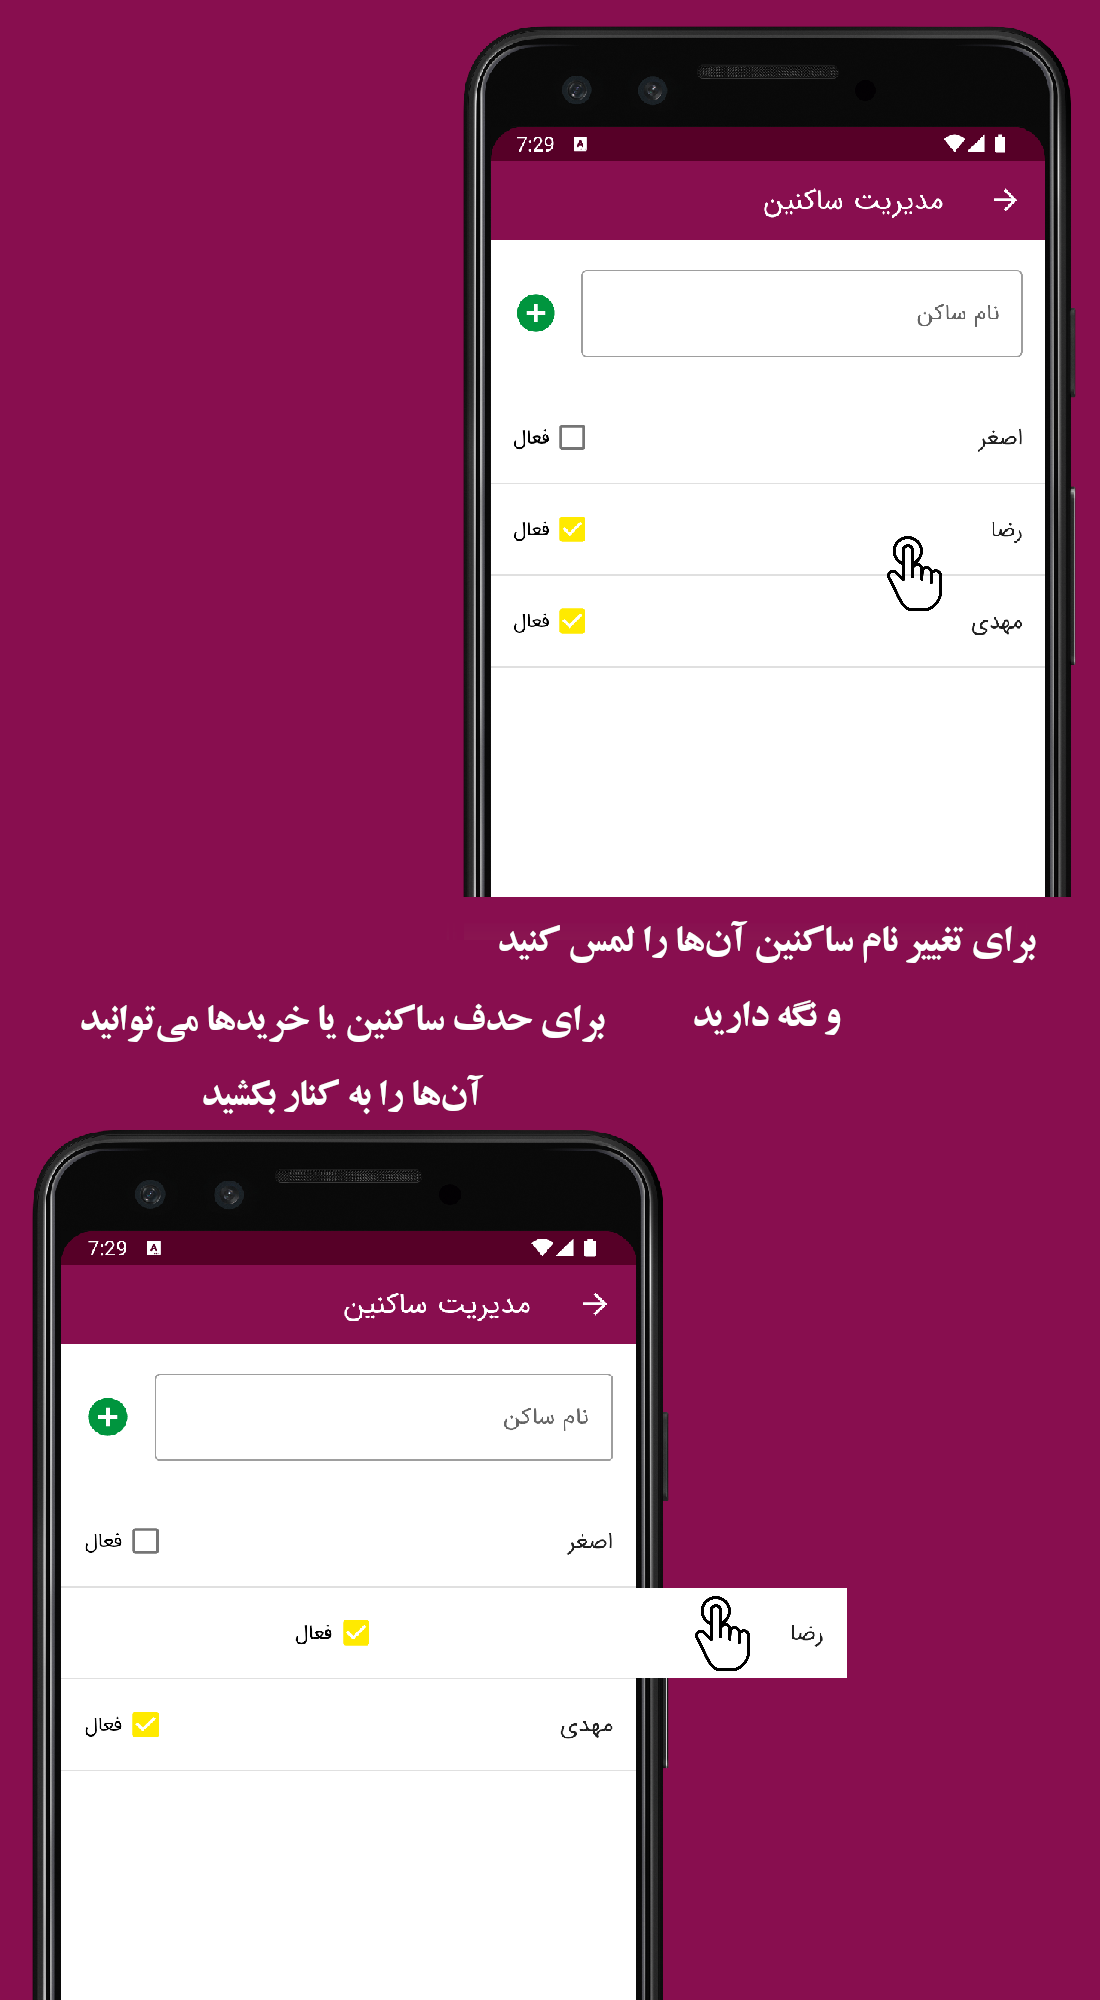 7:29
مدیریت ساکنین
نام ساکن
اصغر
فعال
رضا
فعال
مهدی
فعال
برای تغییر نام ساکنین آن‌ها را لمس کنید
و نگه دارید
برای حذف ساکنین یا خریدها می‌توانید
آن‌ها را به کنار بکشید
7:29
مدیریت ساکنین
نام ساکن
اصغر
فعال
رضا
فعال
مهدی
فعال